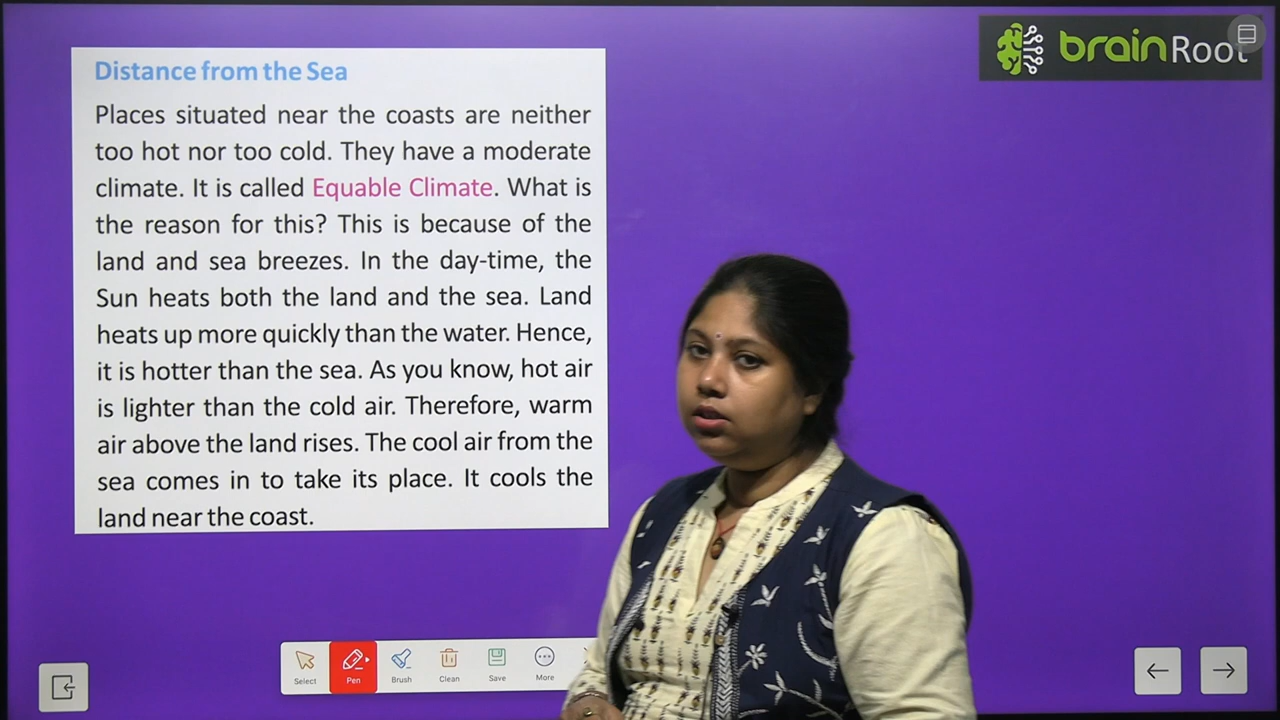 brainRoot
Distance from the Sea
Places situated near the coasts are neither
too hot nor too cold. They have a moderate
climate. It is called Equable Climate. What is
the reason for this? This is because of the
land and sea breezes. In the day-time, the
Sun heats both the land and the sea. Land
heats up more quickly than the water. Hence,
it is hotter than the sea. As you know, hot air
is lighter than the cold air. Therefore, warm
air above the land rises. The cool air from the
sea comes in to take its place. It cools the
land near the coast.
Select Pen Brush Clean Save More